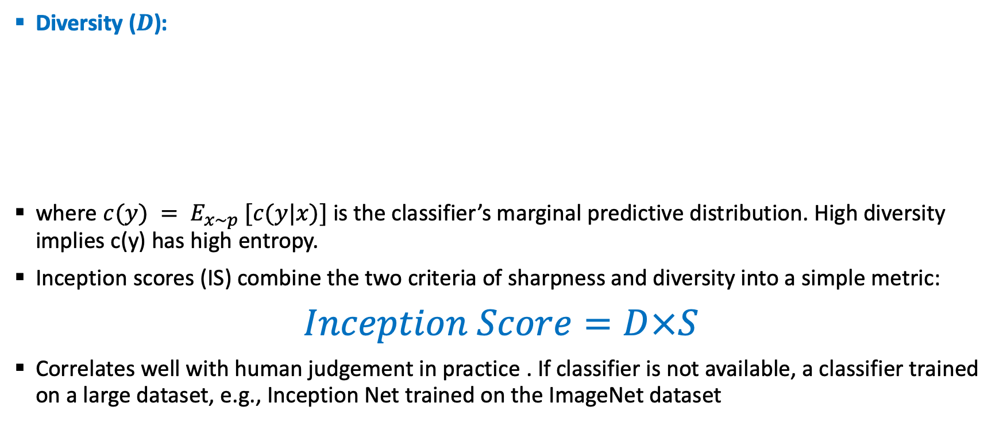 ▪ Diversity (D):
▪ where c(y) = E_{x~p} [c(y|x)] is the classifier’s marginal predictive distribution. High diversity
implies c(y) has high entropy.
▪ Inception scores (IS) combine the two criteria of sharpness and diversity into a simple metric:
Inception Score = D×S
▪ Correlates well with human judgement in practice . If classifier is not available, a classifier trained
on a large dataset, e.g., Inception Net trained on the ImageNet dataset